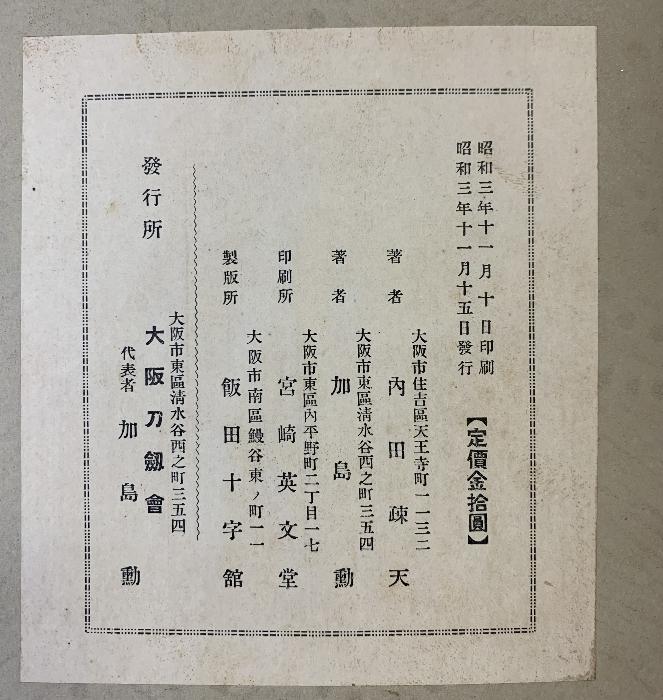 昭和三年十一月十日印刷
昭和三年十一月十五日發行
【定價金拾圓】
大阪市住吉區天王寺町一一三二
著者 內田疎天
大阪市東區淸水谷西之町三五四
著者 加島勳
大阪市東區內平野町二丁目一七
印刷所 宮崎英文堂
大阪市南區鰻谷東ノ町一一
製版所 飯田十字舘
大阪市東區淸水谷西之町三五四
發行所 大阪刀劔會
代表者 加島勳